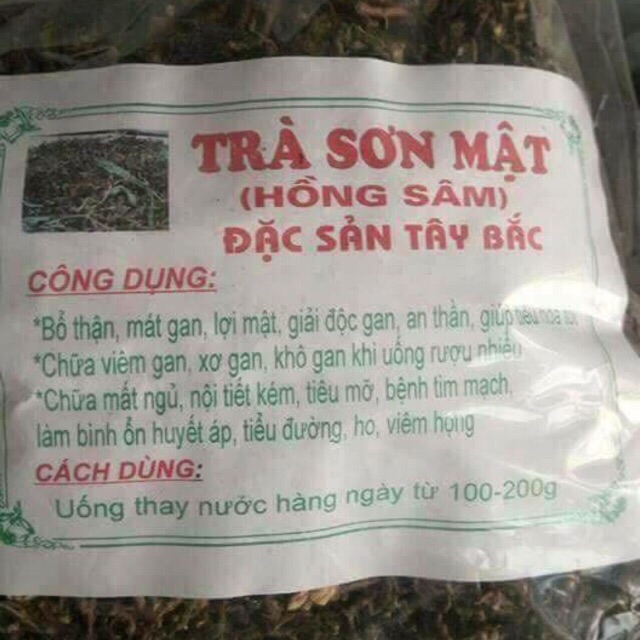 TRÀ SƠN MẬT
(HỒNG SÂM)
ĐẶC SẢN TÂY BẮC
CÔNG DỤNG:
*Bổ thận, mát gan, lợi mật, giải độc gan, an thần, giúp tiêu hóa tốt
*Chữa viêm gan, xơ gan, khô gan khi uống rượu nhiều
*Chữa mất ngủ, nội tiết kém, tiêu mỡ, bệnh tim mạch,
làm bình ổn huyết áp, tiểu đường, ho, viêm họng
CÁCH DÙNG:
Uống thay nước hàng ngày từ 100-200g